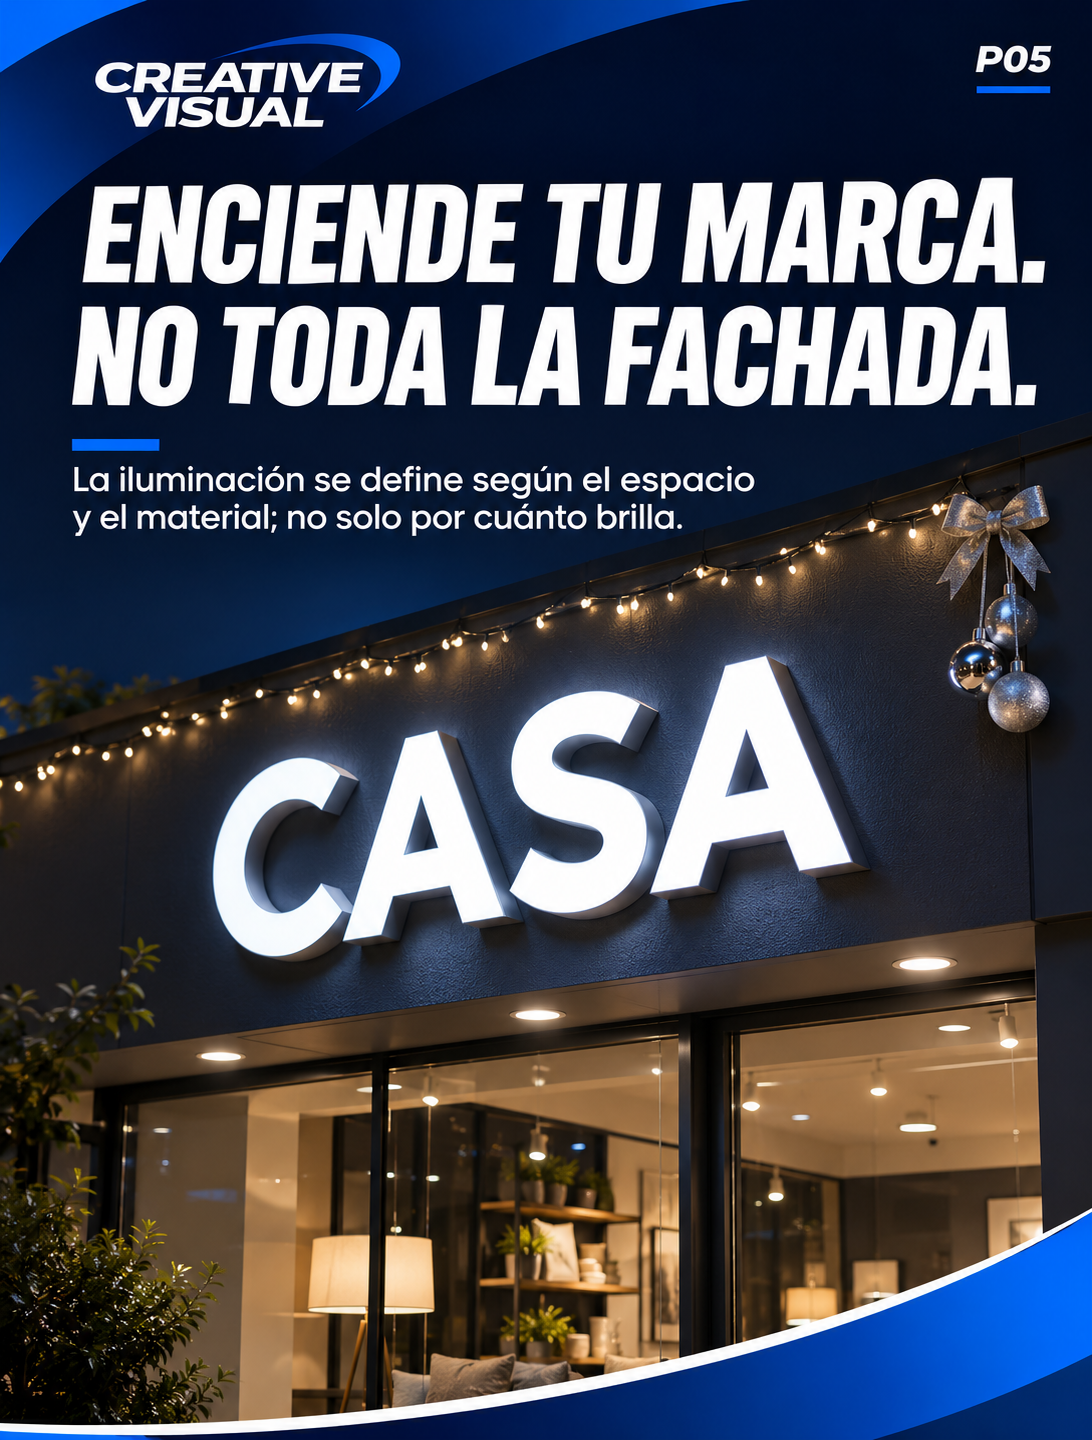 CREATIVE
VISUAL
P05
ENCIENDE TU MARCA.
NO TODA LA FACHADA.
La iluminación se define según el espacio
y el material; no solo por cuánto brilla.
CASA